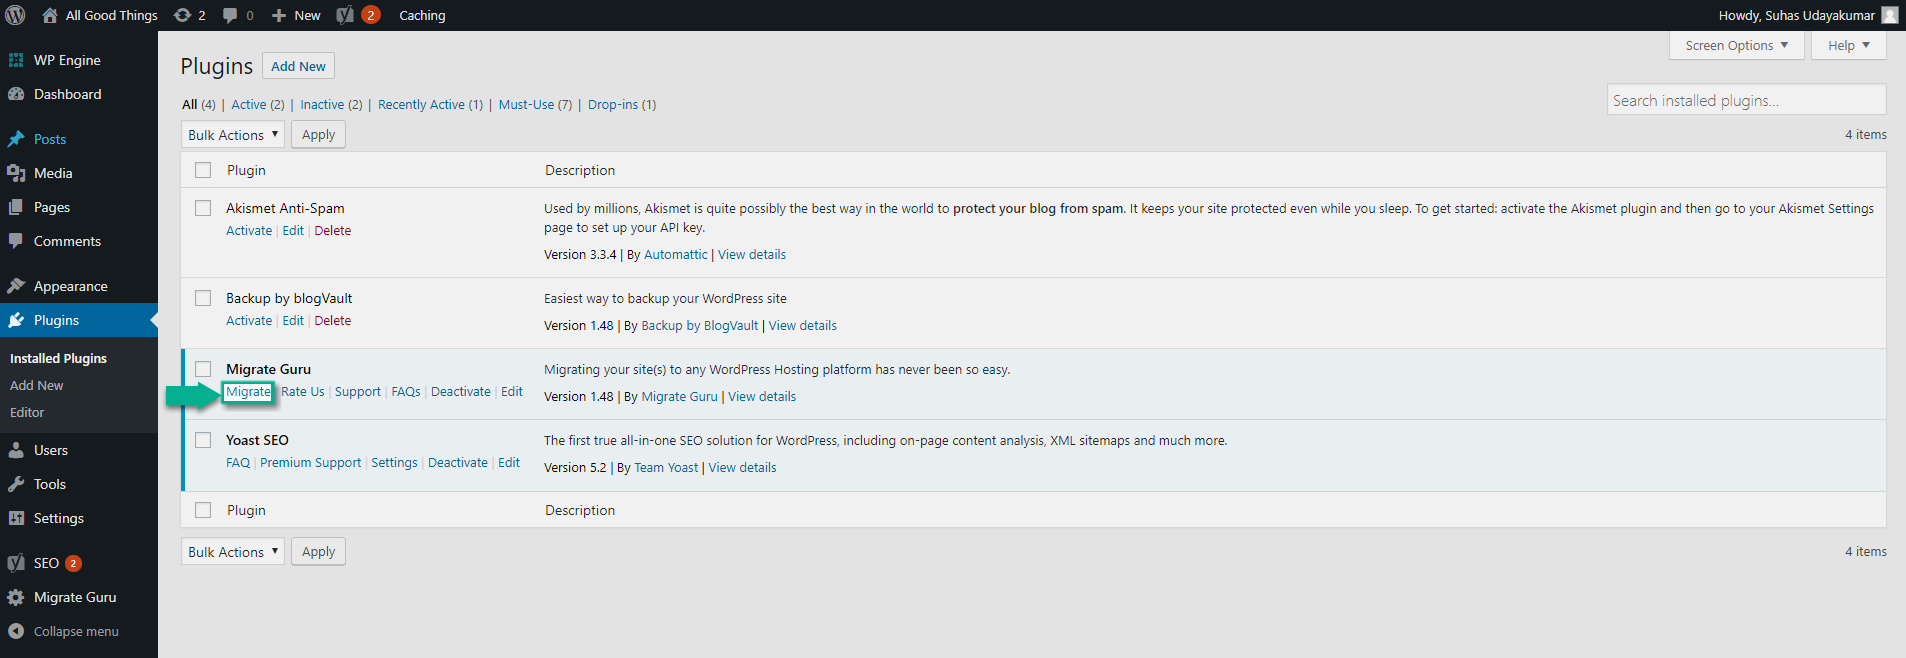 All Good Things 2 0 New 2 Caching Howdy, Suhas Udayakumar
Screen Options Help
WP Engine
Dashboard
Posts
Media
Pages
Comments
Appearance
Plugins
Installed Plugins
Add New
Editor
Users
Tools
Settings
SEO 2
Migrate Guru
Collapse menu
Plugins Add New
All (4) | Active (2) | Inactive (2) | Recently Active (1) | Must-Use (7) | Drop-ins (1)
Search installed plugins...
Bulk Actions Apply
4 items
Plugin Description
Akismet Anti-Spam
Activate | Edit | Delete
Used by millions, Akismet is quite possibly the best way in the world to protect your blog from spam. It keeps your site protected even while you sleep. To get started: activate the Akismet plugin and then go to your Akismet Settings
page to set up your API key.
Version 3.3.4 | By Automattic | View details
Backup by blogVault
Activate | Edit | Delete
Easiest way to backup your WordPress site
Version 1.48 | By Backup by BlogVault | View details
Migrate Guru
Migrate Rate Us | Support | FAQs | Deactivate | Edit
Migrating your site(s) to any WordPress Hosting platform has never been so easy.
Version 1.48 | By Migrate Guru | View details
Yoast SEO
FAQ | Premium Support | Settings | Deactivate | Edit
The first true all-in-one SEO solution for WordPress, including on-page content analysis, XML sitemaps and much more.
Version 5.2 | By Team Yoast | View details
Plugin Description
Bulk Actions Apply
4 items